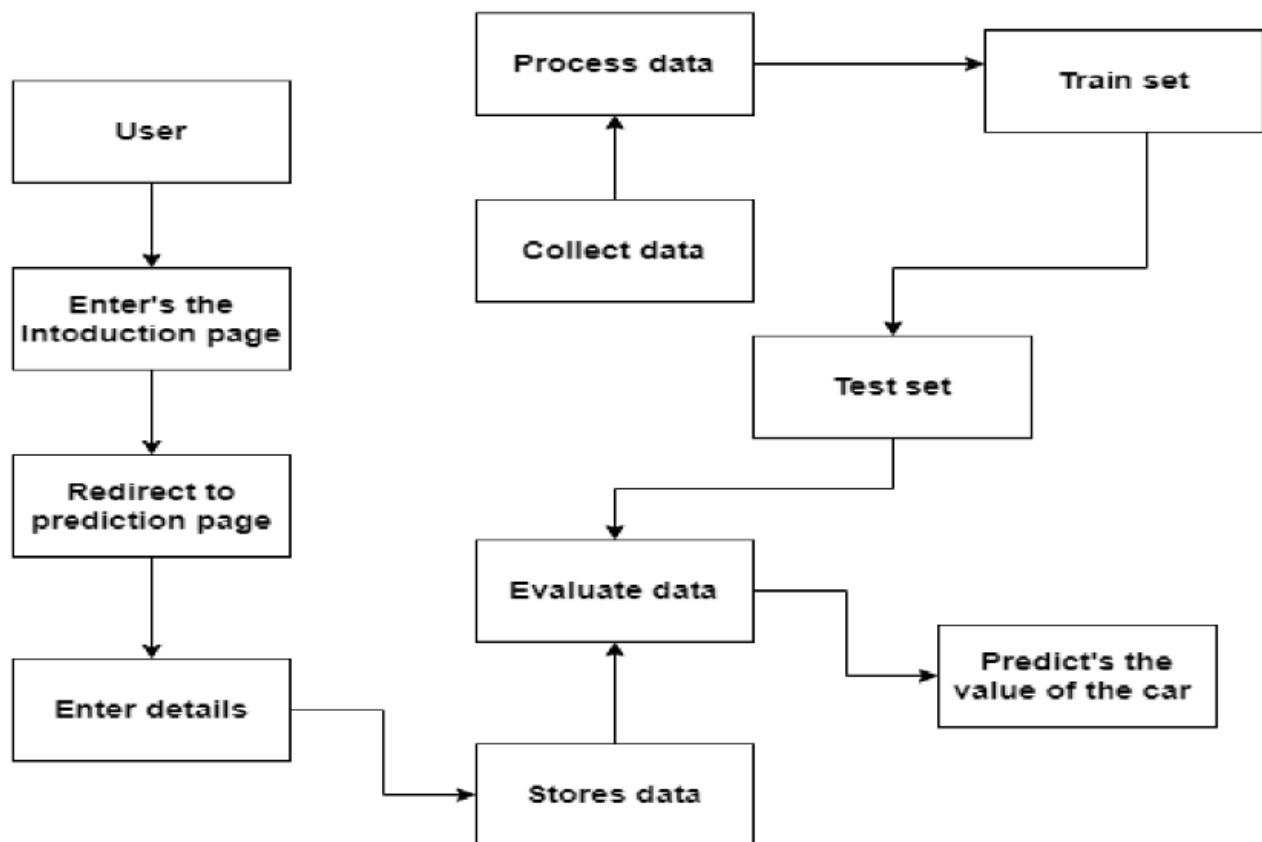 User
Enter's the
Intoduction page
Redirect to
prediction page
Enter details
Process data
Collect data
Train set
Test set
Evaluate data
Stores data
Predict's the
value of the car